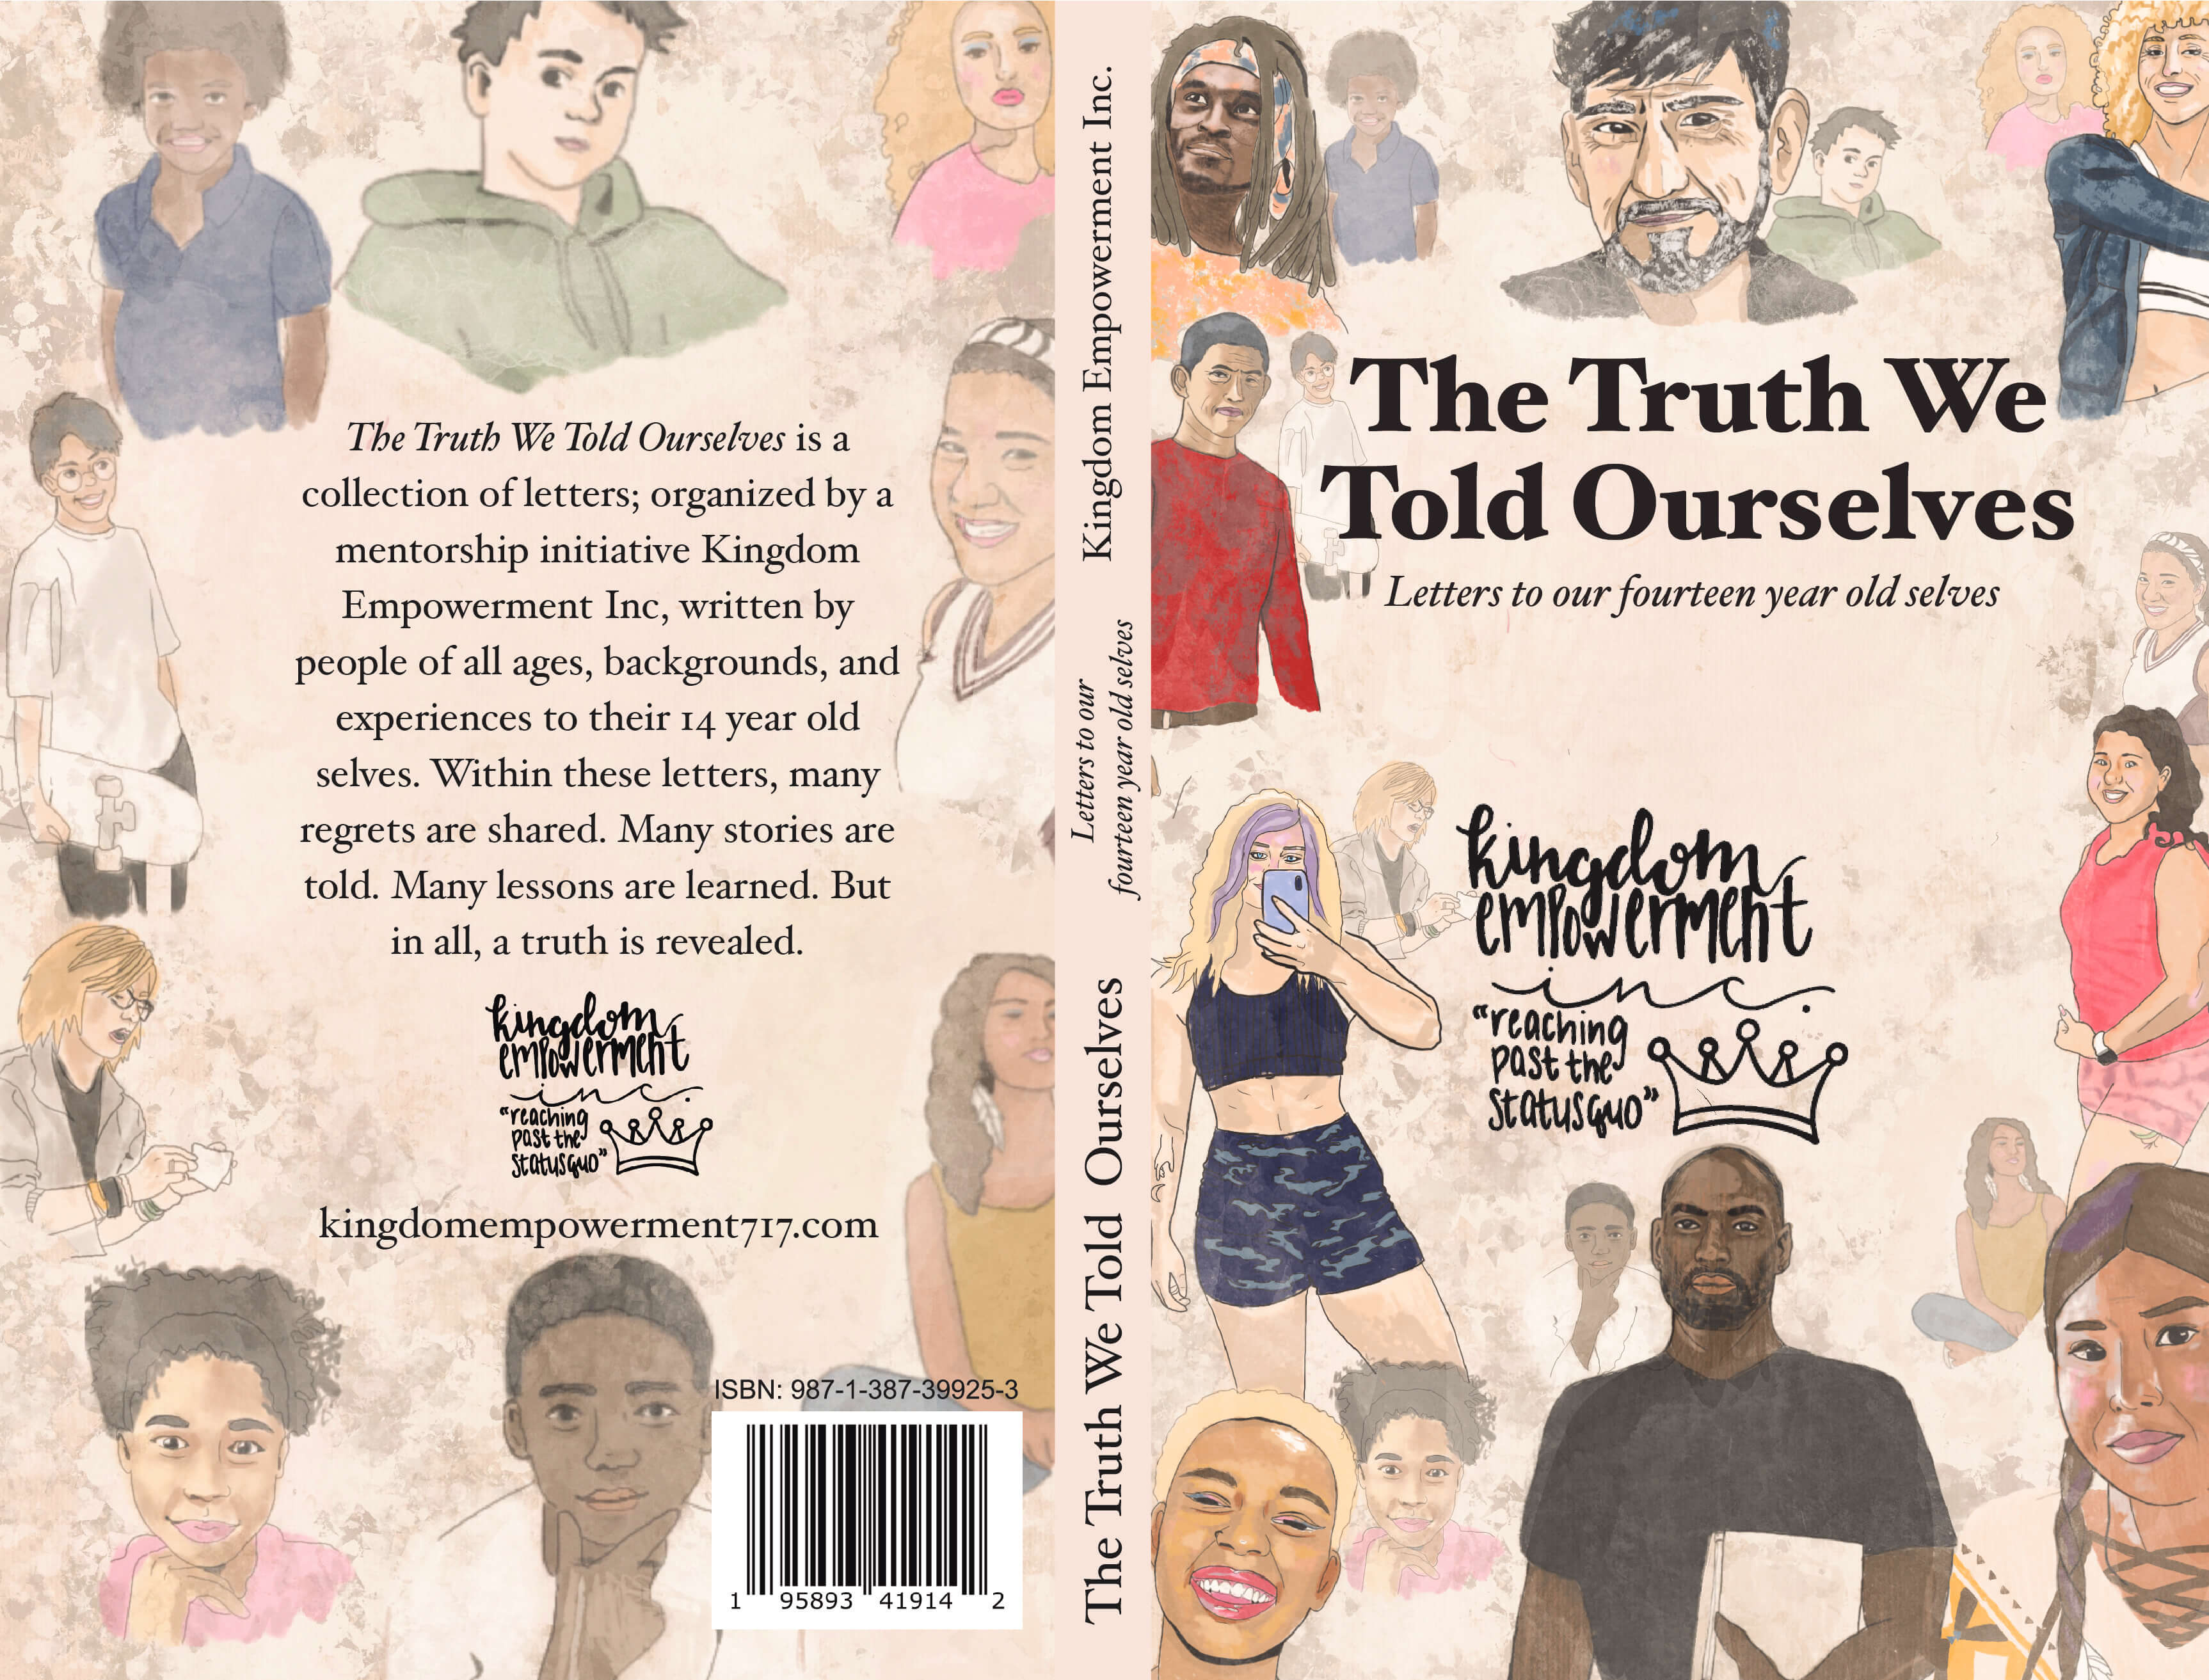 The Truth We Told Ourselves is a
collection of letters; organized by a
mentorship initiative Kingdom
Empowerment Inc, written by
people of all ages, backgrounds, and
experiences to their 14 year old
selves. Within these letters, many
regrets are shared. Many stories are
told. Many lessons are learned. But
in all, a truth is revealed.
kingdom
empowerment
inc.
"reaching
past the
status quo"
kingdomempowerment717.com
ISBN: 987-1-387-39925-3
1 95893 41914 2
The Truth We Told Ourselves
Letters to our
fourteen year old selves
Kingdom Empowerment Inc.
The Truth We
Told Ourselves
Letters to our fourteen year old selves
kingdom
empowerment
inc.
"reaching
past the
status quo"